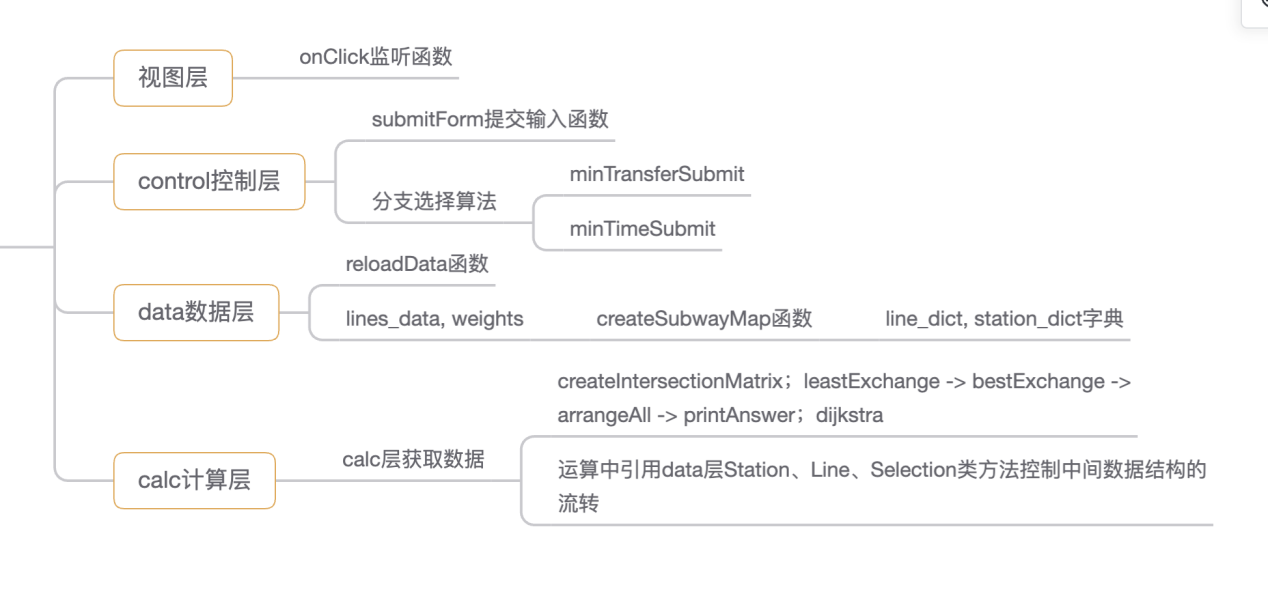 视图层
onClick监听函数
control控制层
submitForm提交输入函数
分支选择算法
minTransferSubmit
minTimeSubmit
data数据层
reloadData函数
lines_data, weights
createSubwayMap函数
line_dict, station_dict字典
calc计算层
calc层获取数据
createIntersectionMatrix；leastExchange -> bestExchange ->
arrangeAll -> printAnswer；dijkstra
运算中引用data层Station、Line、Selection类方法控制中间数据结构的
流转